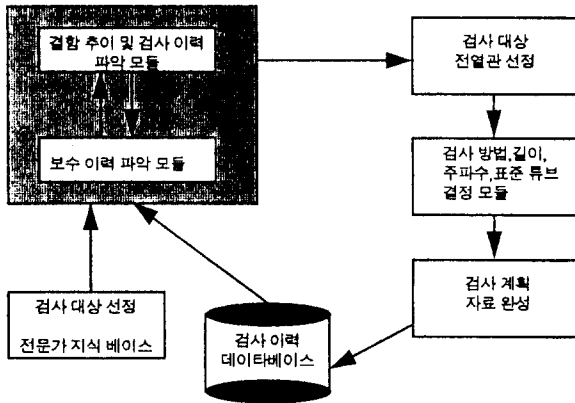 결함 추이 및 검사 이력
파악 모듈
보수 이력 파악 모듈
검사 대상
전열관 선정
검사 방법,길이,
주파수,표준 튜브
결정 모듈
검사 계획
자료 완성
검사 대상 선정
전문가 지식 베이스
검사 이력
데이타베이스